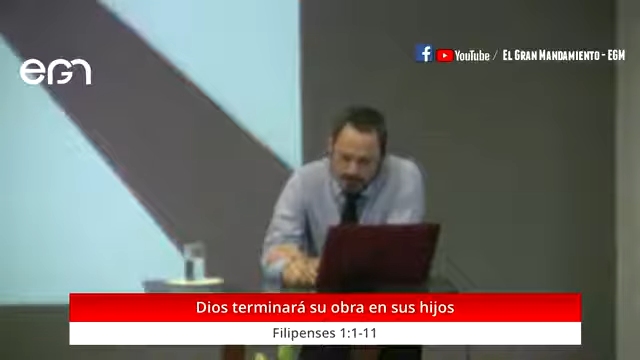 egm
YouTube / El Gran Mandamiento - EGM
Dios terminará su obra en sus hijos
Filipenses 1:1-11